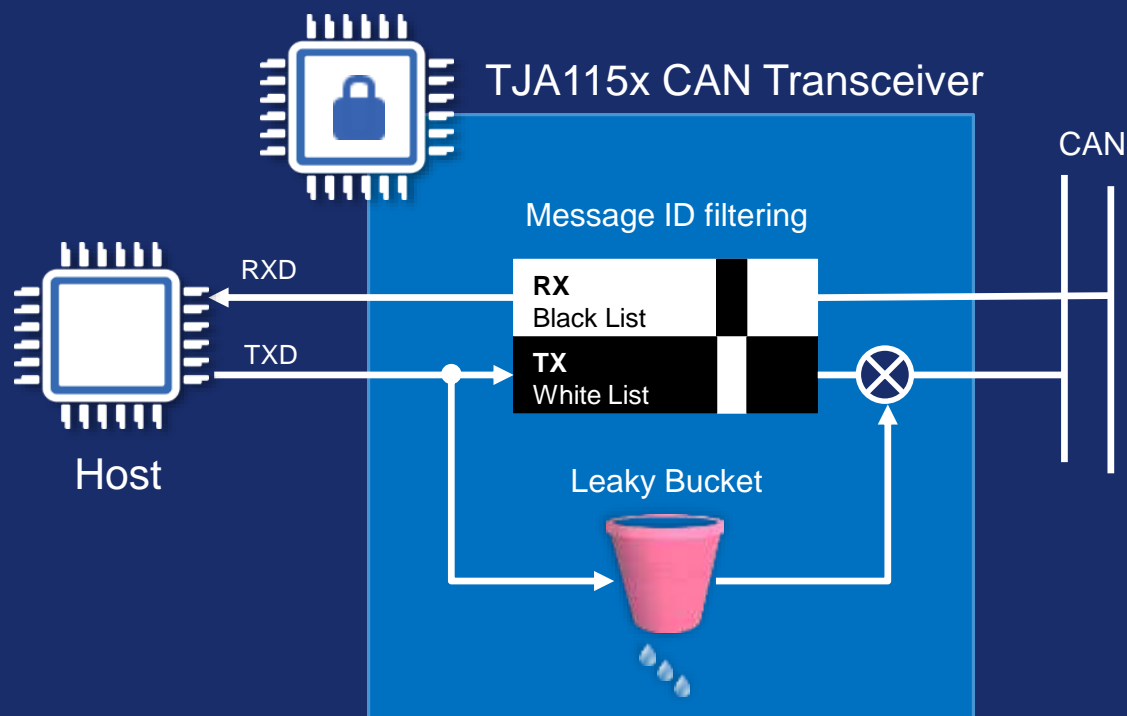 TJA115x CAN Transceiver
CAN
Message ID filtering
RXD
RX
Black List
TXD
TX
White List
Host
Leaky Bucket